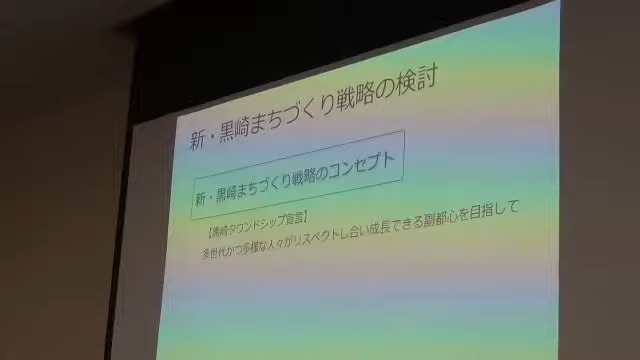 新・黒崎まちづくり戦略の検討
新・黒崎まちづくり戦略のコンセプト
【黒崎タウンドシップ宣言】
多世代かつ多様な人々がリスペクトし合い成長できる副都心を目指して